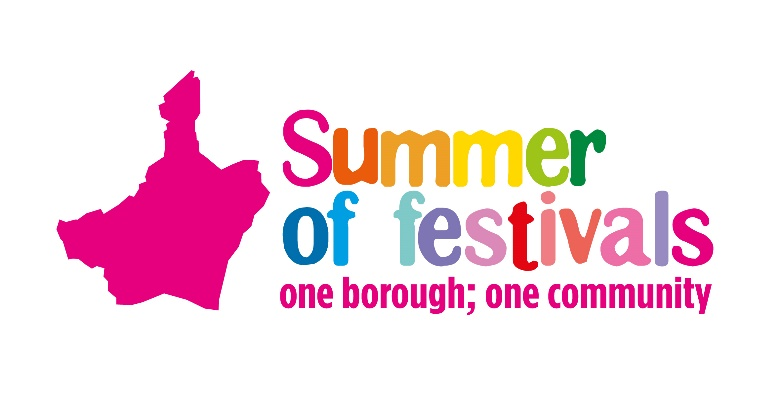 Summer
of festivals
one borough; one community